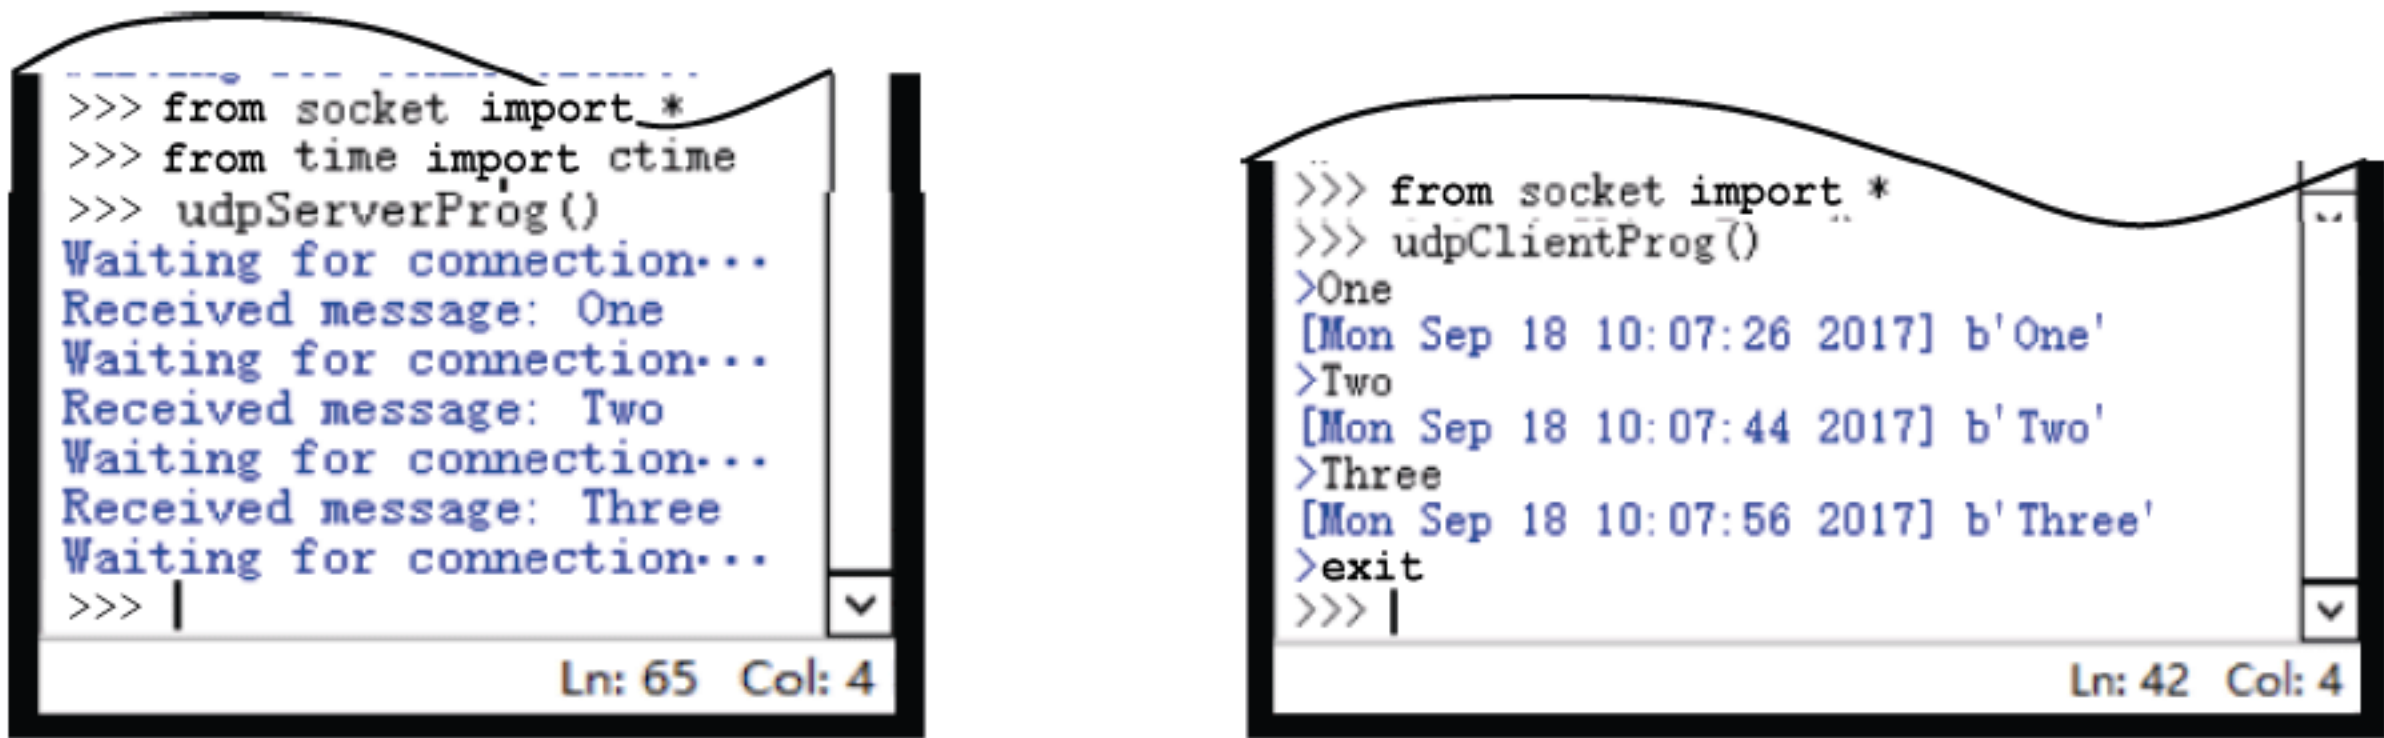 >>> from socket import *
>>> from time import ctime
>>> udpServerProg()
Waiting for connection···
Received message: One
Waiting for connection···
Received message: Two
Waiting for connection···
Received message: Three
Waiting for connection···
>>>
Ln: 65 Col: 4
>>> from socket import *
>>> udpClientProg()
>One
[Mon Sep 18 10:07:26 2017] b'One'
>Two
[Mon Sep 18 10:07:44 2017] b'Two'
>Three
[Mon Sep 18 10:07:56 2017] b'Three'
>exit
>>>
Ln: 42 Col: 4